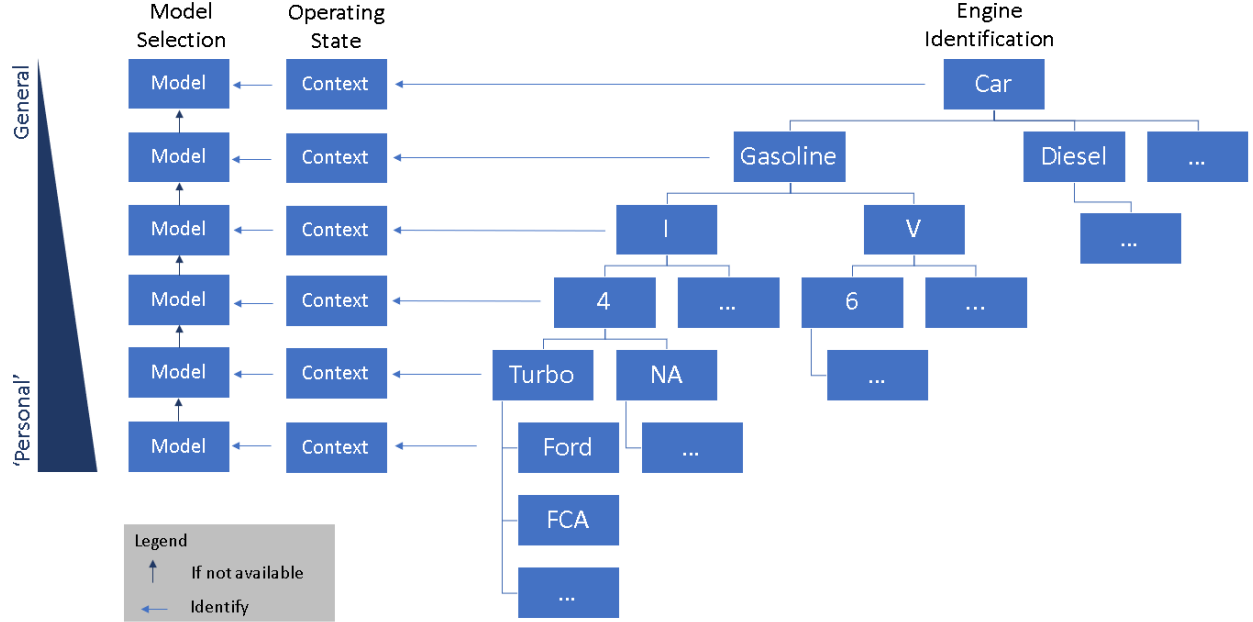 Model
Selection
Operating
State
Engine
Identification
General
'Personal'
Model
Context
Car
Model
Context
Gasoline
Diesel
...
Model
Context
I
V
...
Model
Context
4
...
6
...
Model
Context
Turbo
NA
...
Model
Context
Ford
...
FCA
...
Legend
If not available
Identify